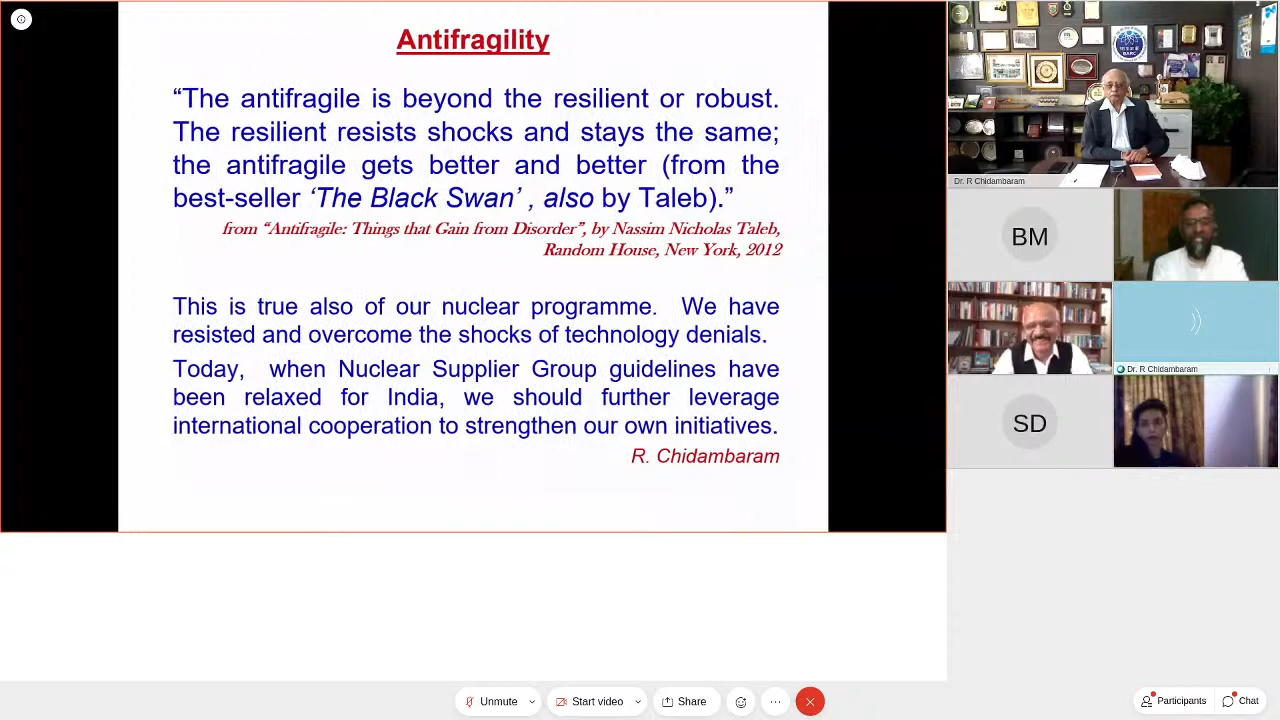 Antifragility
“The antifragile is beyond the resilient or robust.
The resilient resists shocks and stays the same;
the antifragile gets better and better (from the
best-seller ‘The Black Swan’ , also by Taleb).”
from “Antifragile: Things that Gain from Disorder”, by Nassim Nicholas Taleb,
Random House, New York, 2012
This is true also of our nuclear programme. We have
resisted and overcome the shocks of technology denials.
Today, when Nuclear Supplier Group guidelines have
been relaxed for India, we should further leverage
international cooperation to strengthen our own initiatives.
R. Chidambaram
BARC
Dr. R Chidambaram
BM
Dr. R Chidambaram
SD
Unmute
Start video
Share
Participants
Chat